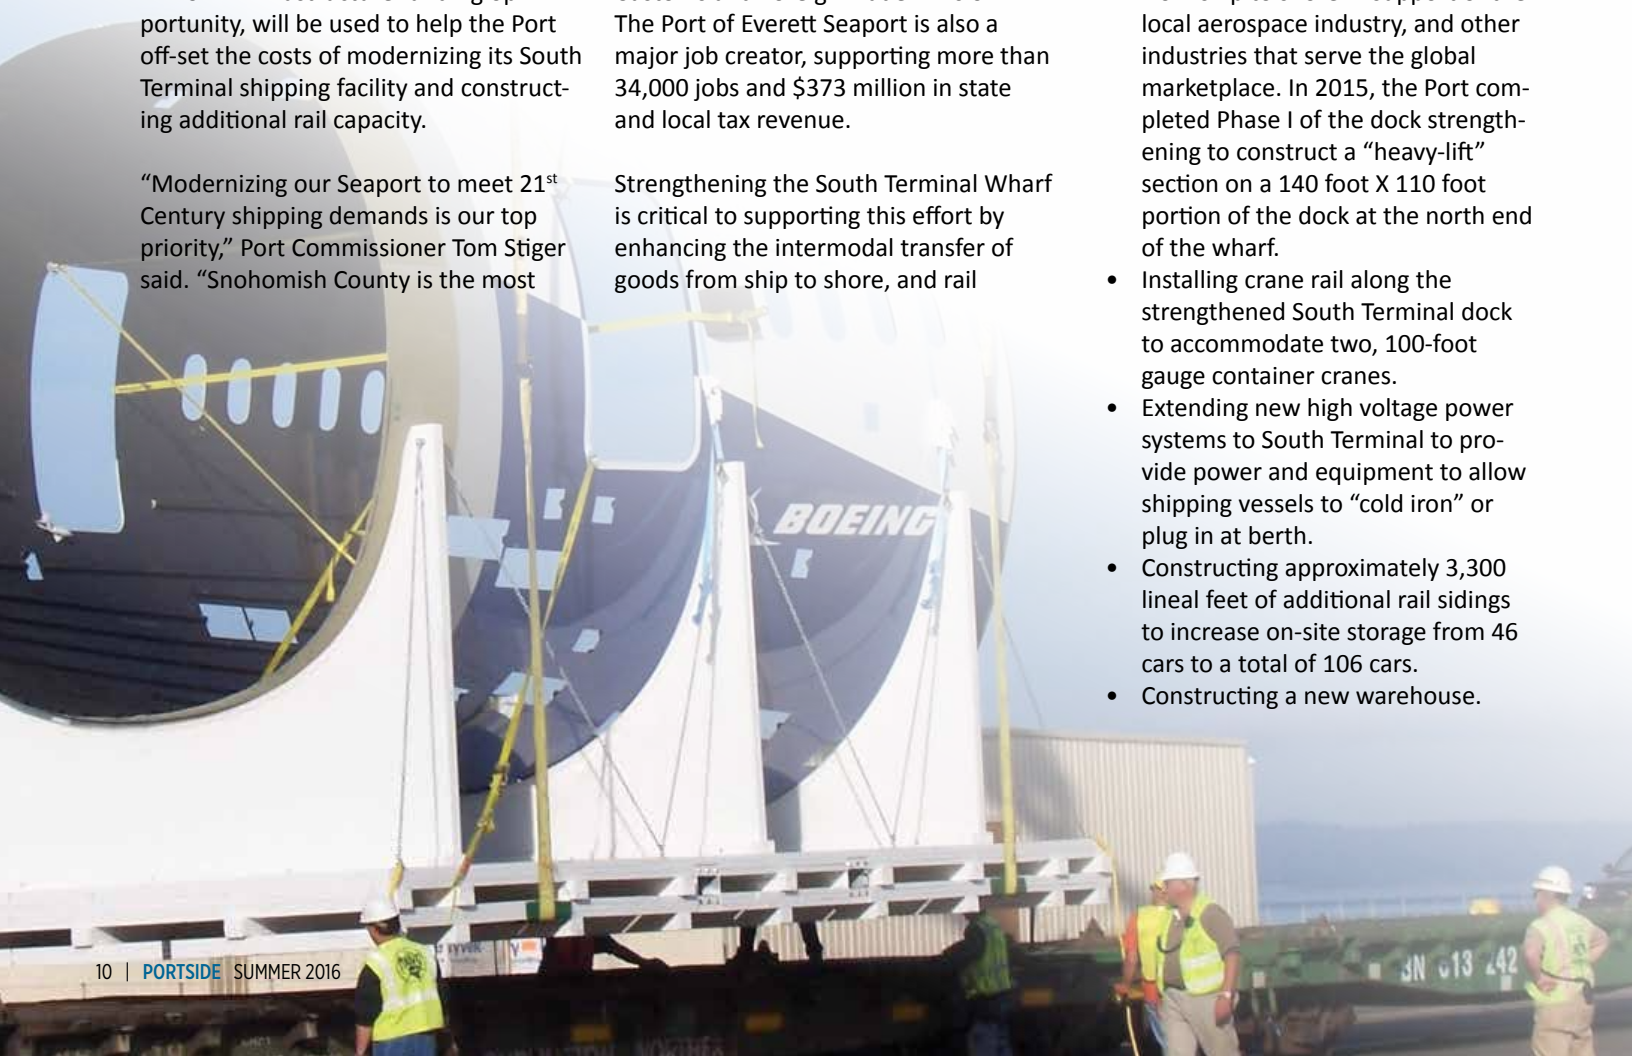 portunity, will be used to help the Port
off-set the costs of modernizing its South
Terminal shipping facility and construct-
ing additional rail capacity.
“Modernizing our Seaport to meet 21st
Century shipping demands is our top
priority,” Port Commissioner Tom Stiger
said. “Snohomish County is the most
The Port of Everett Seaport is also a
major job creator, supporting more than
34,000 jobs and $373 million in state
and local tax revenue.
Strengthening the South Terminal Wharf
is critical to supporting this effort by
enhancing the intermodal transfer of
goods from ship to shore, and rail
local aerospace industry, and other
industries that serve the global
marketplace. In 2015, the Port com-
pleted Phase I of the dock strength-
ening to construct a “heavy-lift”
section on a 140 foot X 110 foot
portion of the dock at the north end
of the wharf.
• Installing crane rail along the
strengthened South Terminal dock
to accommodate two, 100-foot
gauge container cranes.
• Extending new high voltage power
systems to South Terminal to pro-
vide power and equipment to allow
shipping vessels to “cold iron” or
plug in at berth.
• Constructing approximately 3,300
lineal feet of additional rail sidings
to increase on-site storage from 46
cars to a total of 106 cars.
• Constructing a new warehouse.
BOEING
10 | PORTSIDE SUMMER 2016